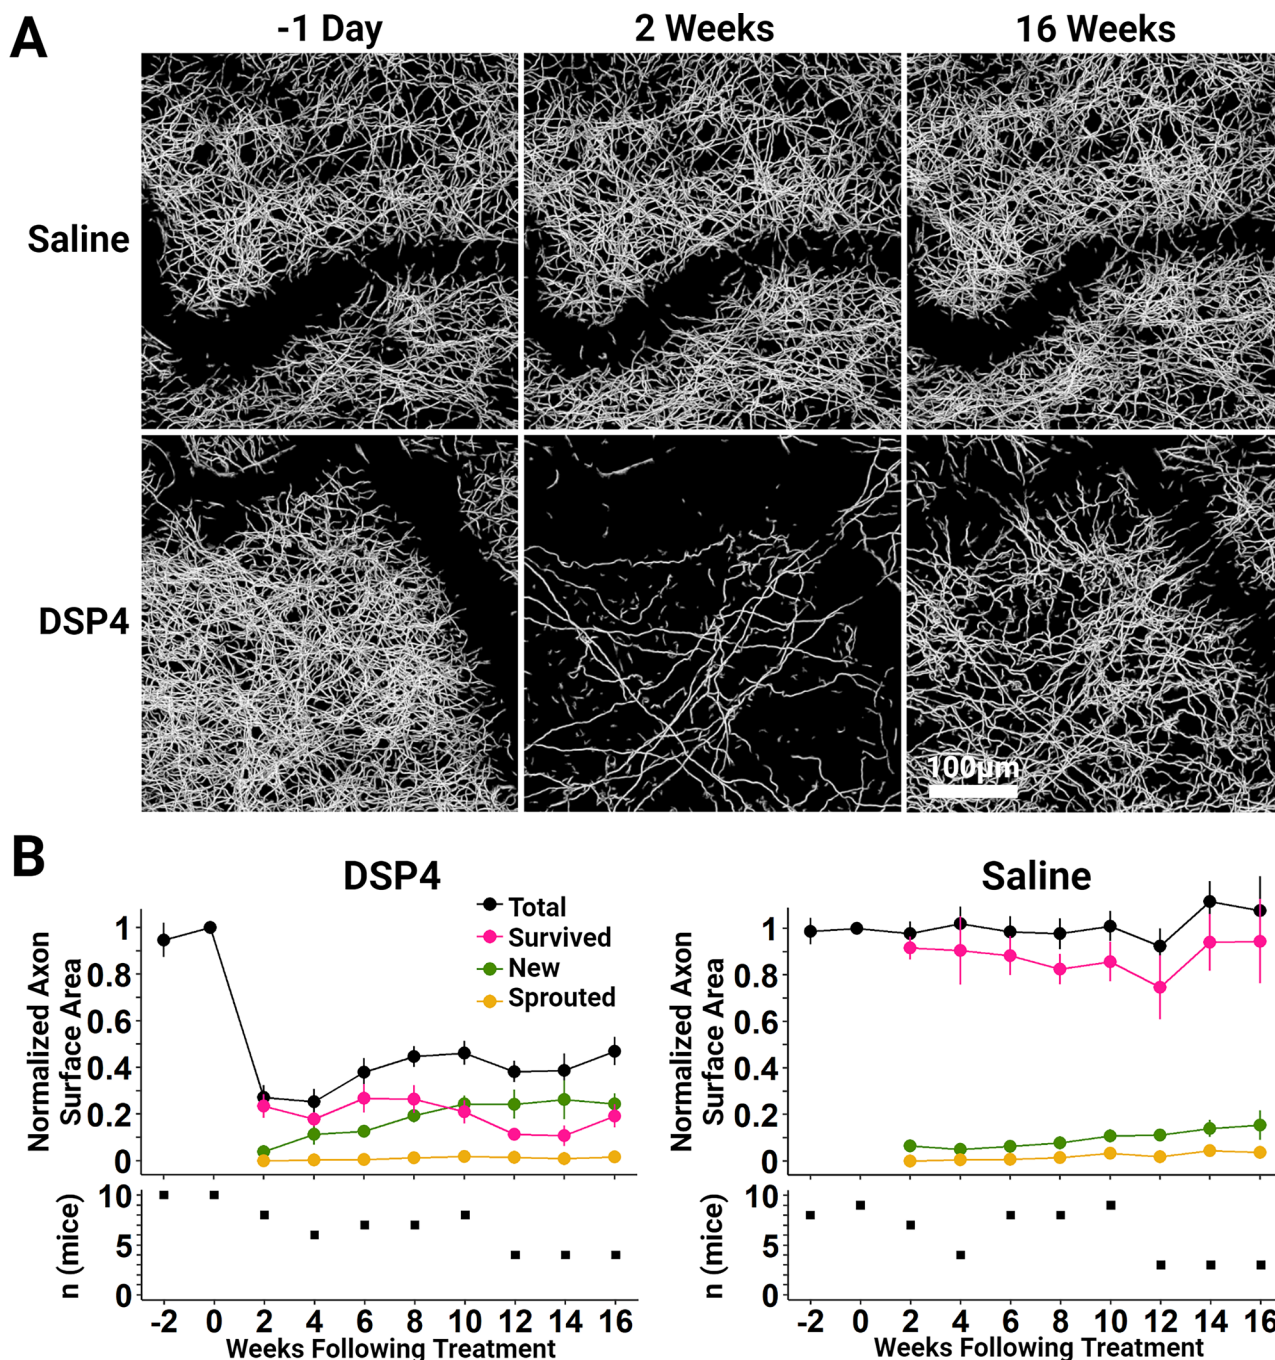 A
-1 Day
2 Weeks
16 Weeks
Saline
DSP4
100µm
B
DSP4
Normalized Axon
Surface Area
1
0.8
0.6
0.4
0.2
0
Total
Survived
New
Sprouted
n (mice)
10
5
0
-2 0 2 4 6 8 10 12 14 16
Weeks Following Treatment
Saline
Normalized Axon
Surface Area
1
0.8
0.6
0.4
0.2
0
n (mice)
10
5
0
-2 0 2 4 6 8 10 12 14 16
Weeks Following Treatment